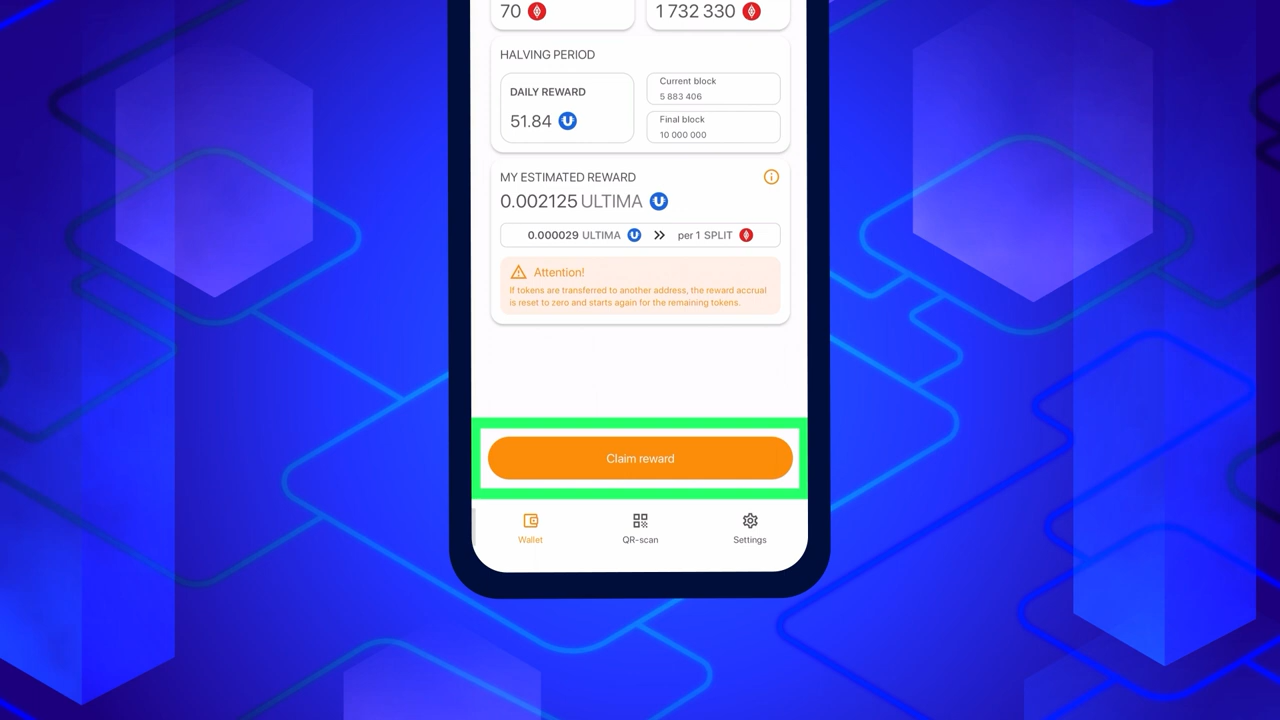 70
1 732 330
HALVING PERIOD
DAILY REWARD
51.84
Current block
5 883 406
Final block
10 000 000
MY ESTIMATED REWARD
0.002125 ULTIMA
0.000029 ULTIMA
per 1 SPLIT
Attention!
If tokens are transferred to another address, the reward accrual
is reset to zero and starts again for the remaining tokens.
Claim reward
Wallet
QR-scan
Settings